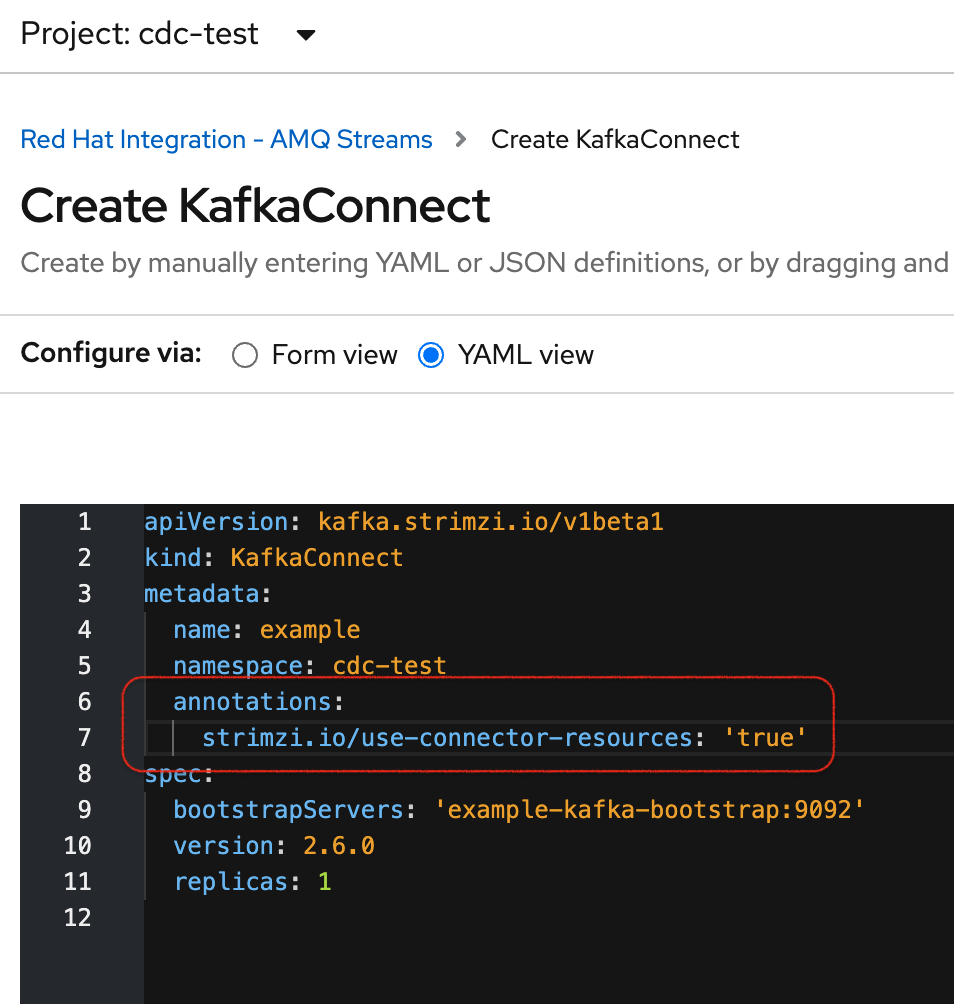 Project: cdc-test
Red Hat Integration - AMQ Streams > Create KafkaConnect
Create KafkaConnect
Create by manually entering YAML or JSON definitions, or by dragging and
Configure via: Form view YAML view
1 apiVersion: kafka.strimzi.io/v1beta1
2 kind: KafkaConnect
3 metadata:
4   name: example
5   namespace: cdc-test
6   annotations:
7     strimzi.io/use-connector-resources: 'true'
8 spec:
9   bootstrapServers: 'example-kafka-bootstrap:9092'
10   version: 2.6.0
11   replicas: 1
12